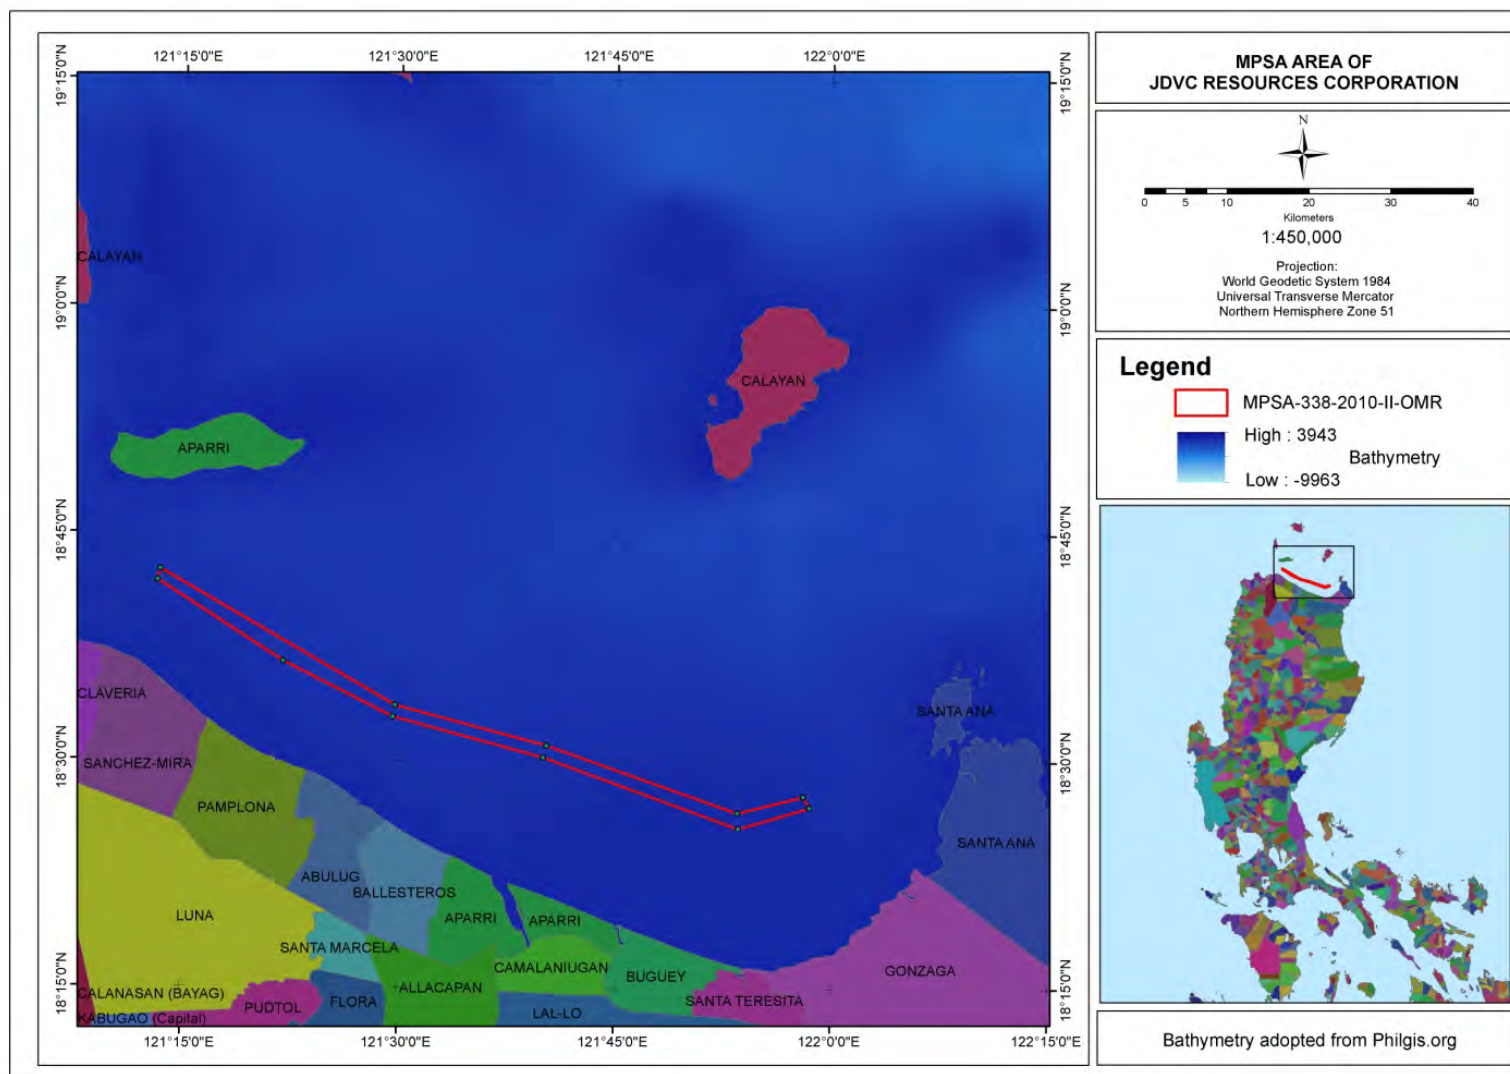 121°15'0"E 121°30'0"E 121°45'0"E 122°0'0"E
19°15'0"N
19°15'0"N
CALAYAN
19°0'0"N
19°0'0"N
CALAYAN
APARRI
18°45'0"N
18°45'0"N
CLAVERIA
SANTA ANA
SANCHEZ-MIRA
18°30'0"N
18°30'0"N
PAMPLONA
SANTA ANA
ABULUG
BALLESTEROS
LUNA
APARRI
APARRI
SANTA MARCELA
CAMALANIUGAN
GONZAGA
BUGUEY
ALLACAPAN
CALANASAN (BAYAG)
FLORA
SANTA TERESITA
PUDTOL
LAL-LO
KABUGAO (Capital)
18°15'0"N
18°15'0"N
121°15'0"E 121°30'0"E 121°45'0"E 122°0'0"E 122°15'0"E
MPSA AREA OF
JDVC RESOURCES CORPORATION
N
0 5 10 20 30 40
Kilometers
1:450,000
Projection:
World Geodetic System 1984
Universal Transverse Mercator
Northern Hemisphere Zone 51
Legend
MPSA-338-2010-II-OMR
High : 3943
Bathymetry
Low : -9963
Bathymetry adopted from Philgis.org